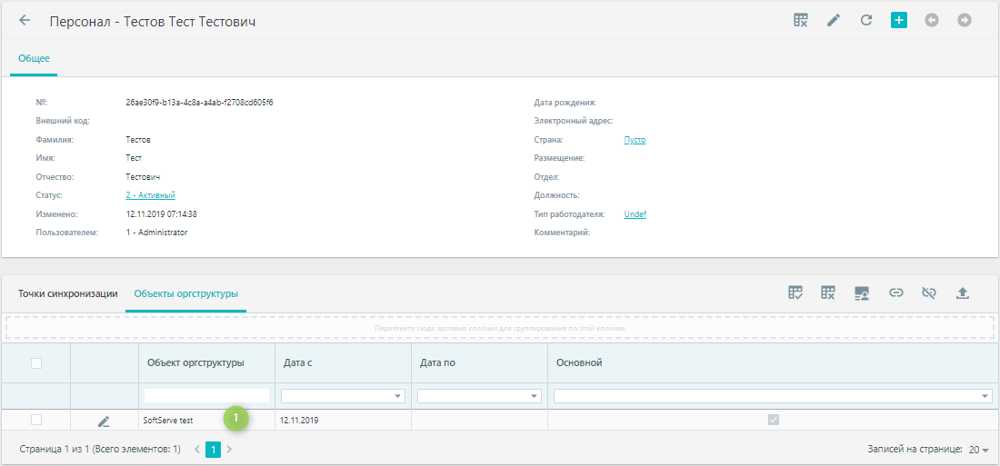 Персонал - Тестов Тест Тестович
Общее
№: 26ae30f9-b13a-4c8a-a4ab-f2708cd605f6
Внешний код:
Фамилия: Тестов
Имя: Тест
Отчество: Тестович
Статус: 2 - Активный
Изменено: 12.11.2019 07:14:38
Пользователем: 1 - Administrator
Дата рождения:
Электронный адрес:
Страна: Пусто
Размещение:
Отдел:
Должность:
Тип работодателя: Undef
Комментарий:
Точки синхронизации Объекты оргструктуры
Перетяните сюда заглавие колонки для группирования по этой колонке
Объект оргструктуры Дата с Дата по Основной
SoftServe test 1 12.11.2019
Страница 1 из 1 (Всего элементов: 1) 1 Записей на странице: 20